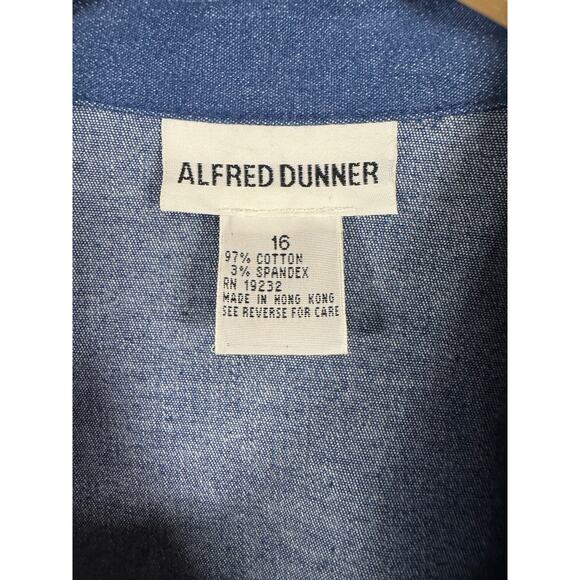 ALFRED DUNNER
16
97% COTTON
3% SPANDEX
RN 19232
MADE IN HONG KONG
SEE REVERSE FOR CARE